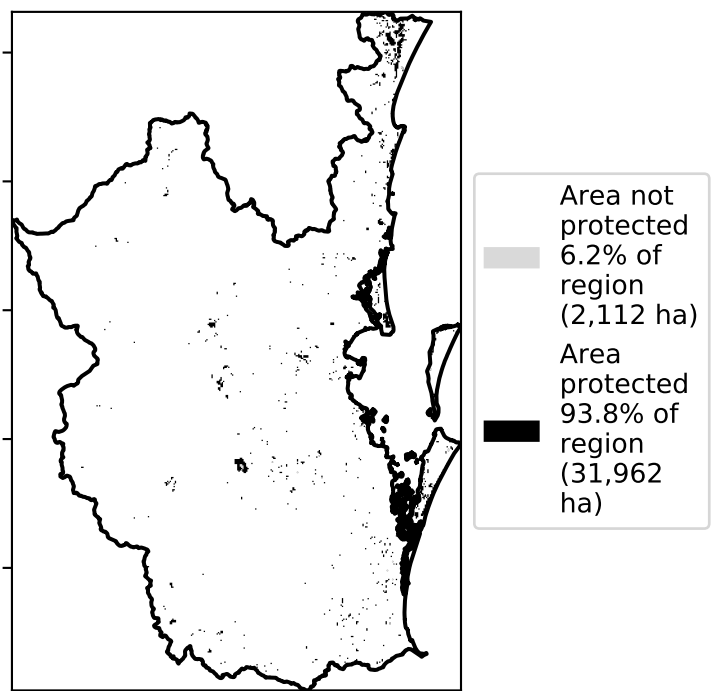 Area not
protected
6.2% of
region
(2,112 ha)
Area
protected
93.8% of
region
(31,962
ha)